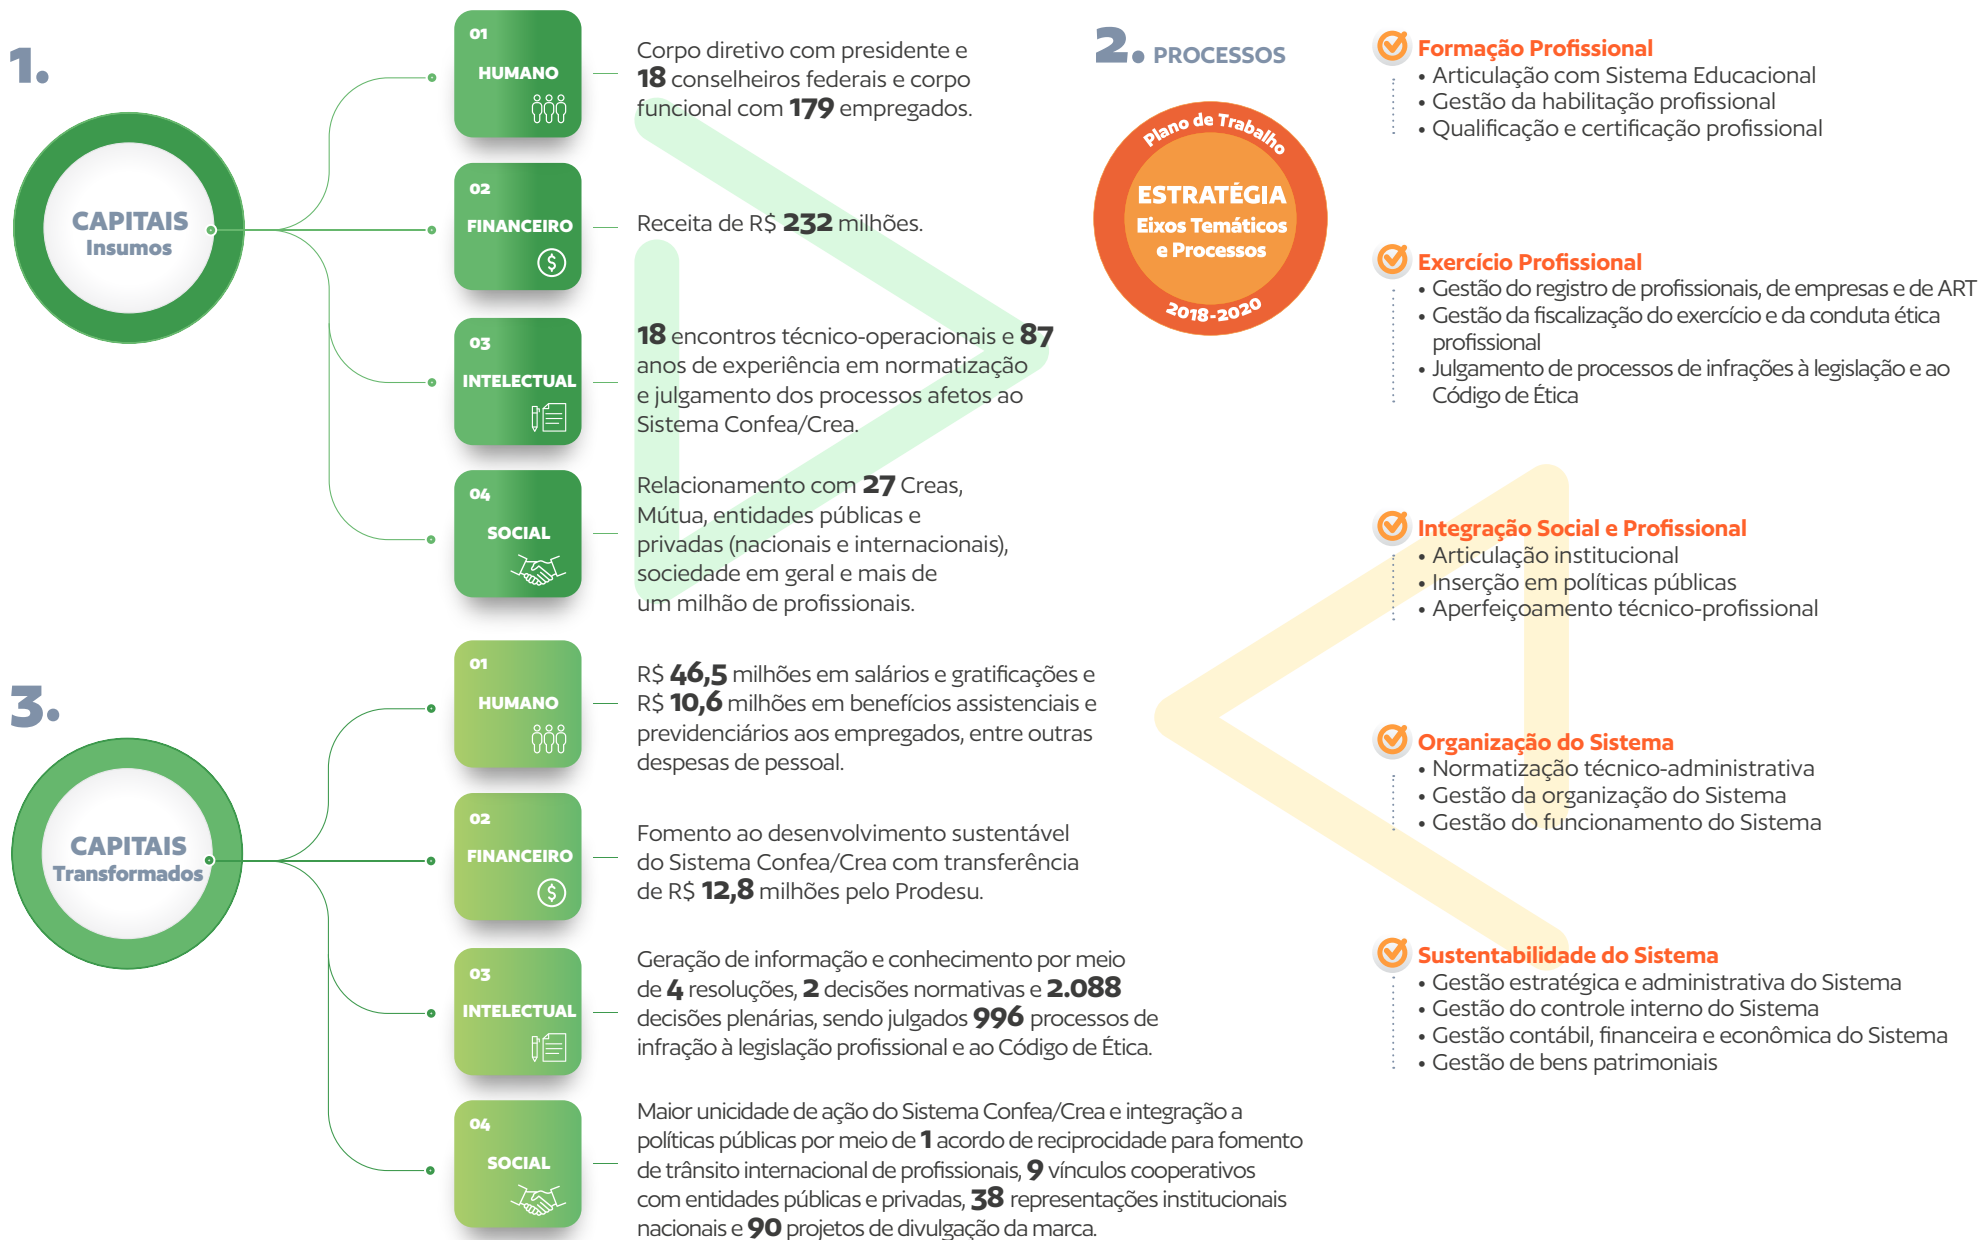 1.
CAPITAIS
Insumos
01
HUMANO
Corpo diretivo com presidente e
18 conselheiros federais e corpo
funcional com 179 empregados.
02
FINANCEIRO
Receita de R$ 232 milhões.
03
INTELECTUAL
18 encontros técnico-operacionais e 87
anos de experiência em normatização
e julgamento dos processos afetos ao
Sistema Confea/Crea.
04
SOCIAL
Relacionamento com 27 Creas,
Mútua, entidades públicas e
privadas (nacionais e internacionais),
sociedade em geral e mais de
um milhão de profissionais.
2. PROCESSOS
Plano de Trabalho
ESTRATÉGIA
Eixos Temáticos
e Processos
2018-2020
Formação Profissional
• Articulação com Sistema Educacional
• Gestão da habilitação profissional
• Qualificação e certificação profissional
Exercício Profissional
• Gestão do registro de profissionais, de empresas e de ART
• Gestão da fiscalização do exercício e da conduta ética
profissional
• Julgamento de processos de infrações à legislação e ao
Código de Ética
Integração Social e Profissional
• Articulação institucional
• Inserção em políticas públicas
• Aperfeiçoamento técnico-profissional
Organização do Sistema
• Normatização técnico-administrativa
• Gestão da organização do Sistema
• Gestão do funcionamento do Sistema
Sustentabilidade do Sistema
• Gestão estratégica e administrativa do Sistema
• Gestão do controle interno do Sistema
• Gestão contábil, financeira e econômica do Sistema
• Gestão de bens patrimoniais
3.
CAPITAIS
Transformados
01
HUMANO
R$ 46,5 milhões em salários e gratificações e
R$ 10,6 milhões em benefícios assistenciais e
previdenciários aos empregados, entre outras
despesas de pessoal.
02
FINANCEIRO
Fomento ao desenvolvimento sustentável
do Sistema Confea/Crea com transferência
de R$ 12,8 milhões pelo Prodesu.
03
INTELECTUAL
Geração de informação e conhecimento por meio
de 4 resoluções, 2 decisões normativas e 2.088
decisões plenárias, sendo julgados 996 processos de
infração à legislação profissional e ao Código de Ética.
04
SOCIAL
Maior unicidade de ação do Sistema Confea/Crea e integração a
políticas públicas por meio de 1 acordo de reciprocidade para fomento
de trânsito internacional de profissionais, 9 vínculos cooperativos
com entidades públicas e privadas, 38 representações institucionais
nacionais e 90 projetos de divulgação da marca.